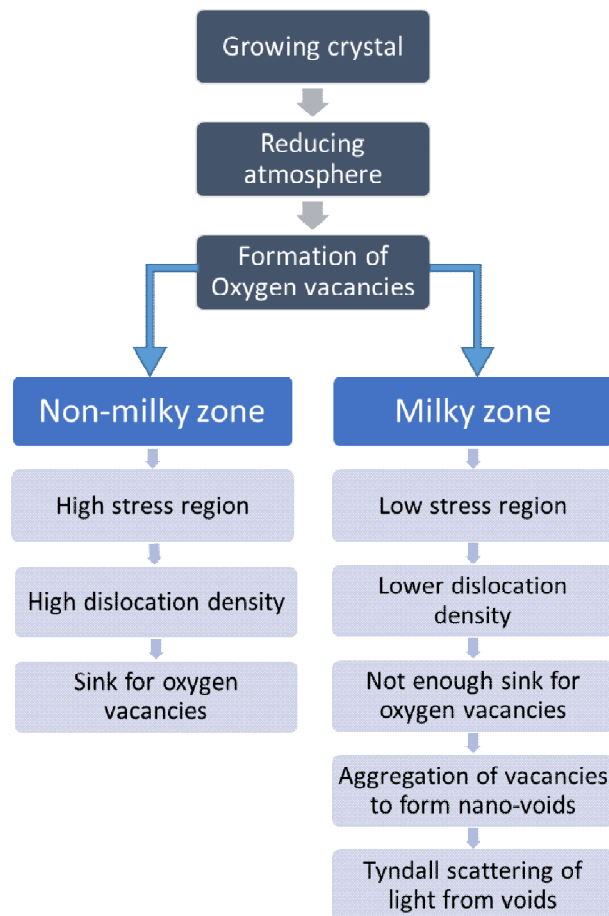 Growing crystal
Reducing
atmosphere
Formation of
Oxygen vacancies
Non-milky zone
High stress region
High dislocation density
Sink for oxygen
vacancies
Milky zone
Low stress region
Lower dislocation
density
Not enough sink for
oxygen vacancies
Aggregation of vacancies
to form nano-voids
Tyndall scattering of
light from voids